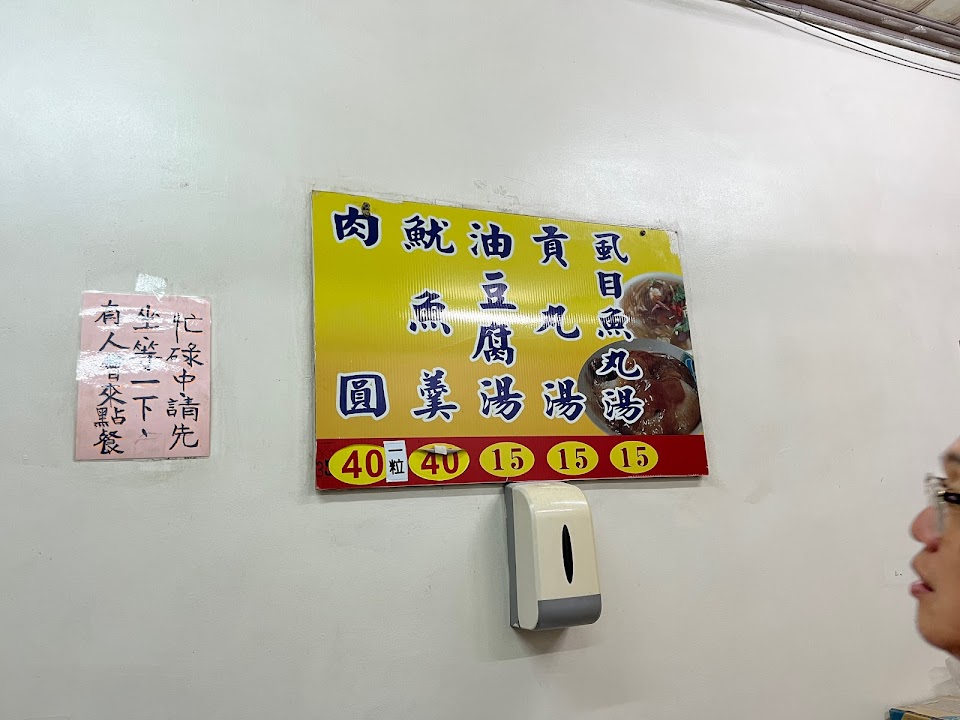 忙碌中請先
坐等一下、
有人會來點餐
虱目魚丸湯
貢丸湯
油豆腐湯
魷魚羹
肉圓
40
一粒
40
15
15
15